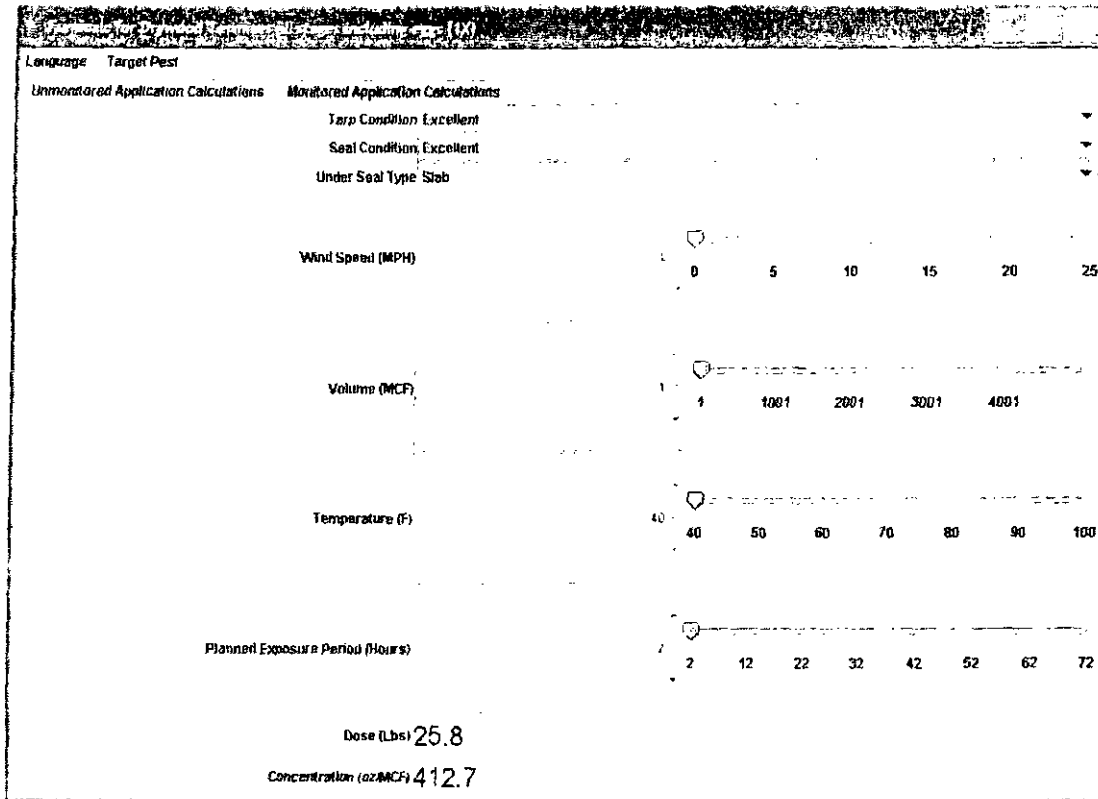 Language Target Pest
Unmonitored Application Calculations Monitored Application Calculations
Tarp Condition Excellent
Seal Condition Excellent
Under Seal Type Slab
Wind Speed (MPH)
0 5 10 15 20 25
Volume (MCF) 1
1 1001 2001 3001 4001
Temperature (F) 40
40 50 60 70 80 90 100
Planned Exposure Period (Hours) 2
2 12 22 32 42 52 62 72
Dose (Lbs) 25.8
Concentration (oz/MCF) 412.7